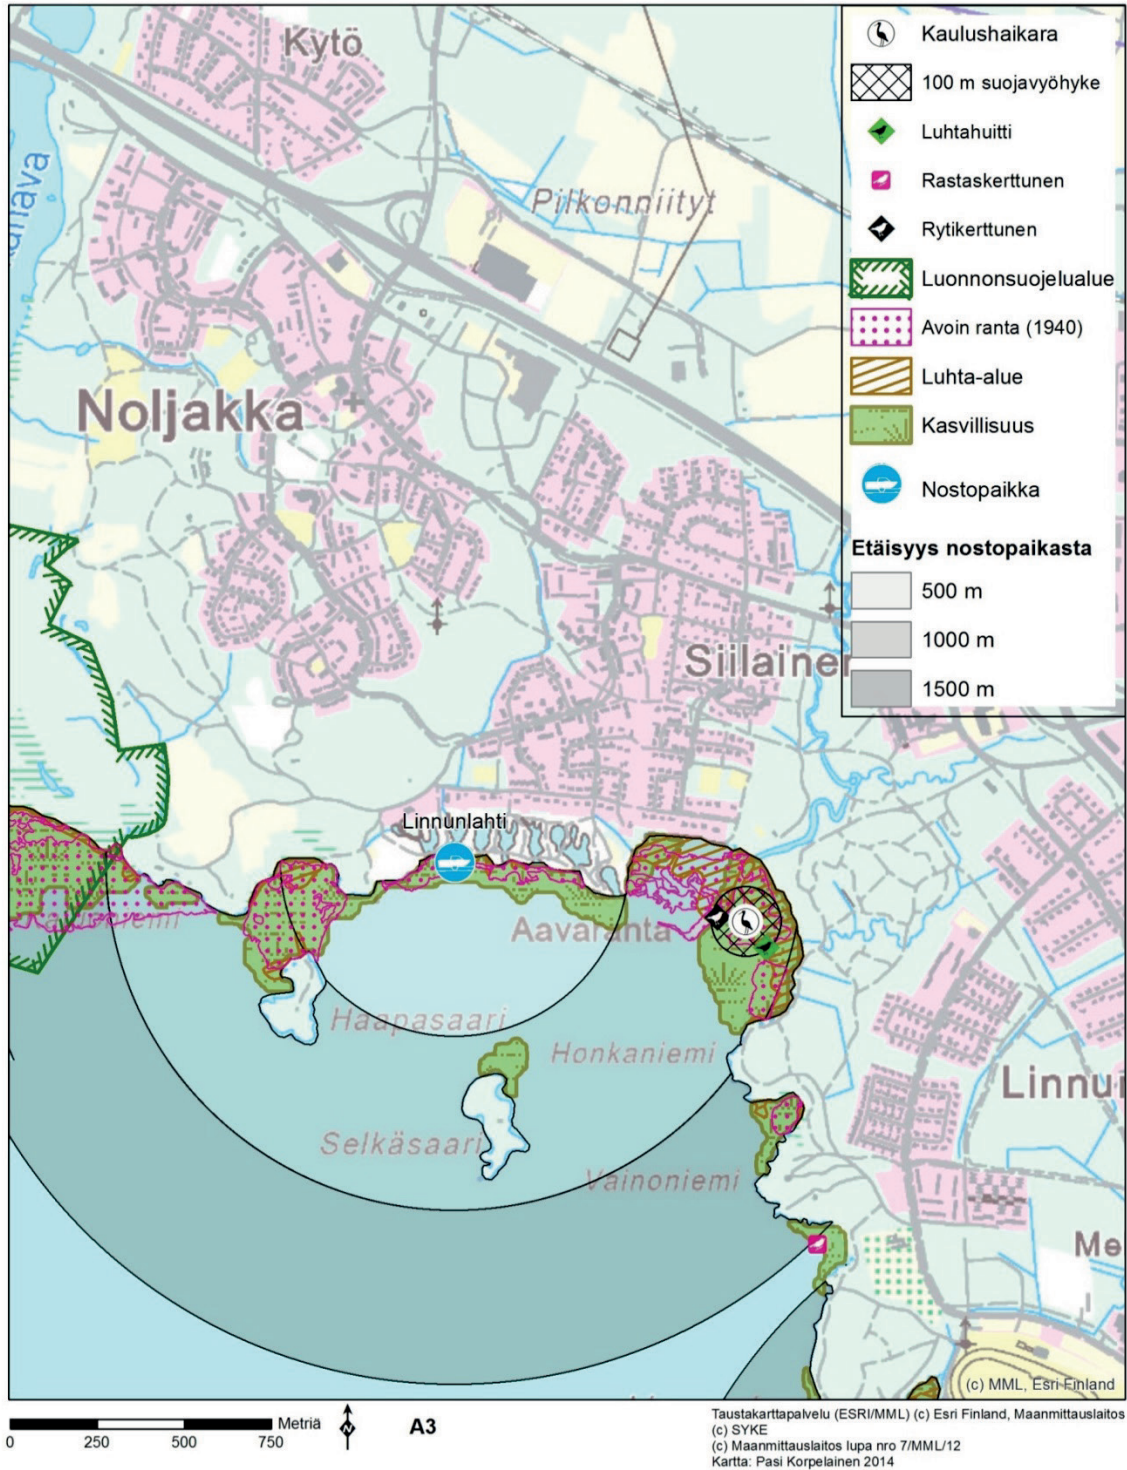 Kytö
Pilkonniityt
Noljakka
Linnunlahti
Aavaranta
Haapasaari
Honkaniemi
Selkäsaari
Vainoniemi
Kaulushaikara
100 m suojavyöhyke
Luhtahuitti
Rastaskerttunen
Rytikerttunen
Luonnonsuojelualue
Avoin ranta (1940)
Luhta-alue
Kasvillisuus
Nostopaikka
Etäisyys nostopaikasta
500 m
1000 m
1500 m
Siilainen
Linnu
Me
(c) MML, Esri Finland
0 250 500 750 Metriä
N
A3
Taustakarttapalvelu (ESRI/MML) (c) Esri Finland, Maanmittauslaitos
(c) SYKE
(c) Maanmittauslaitos lupa nro 7/MML/12
Kartta: Pasi Korpelainen 2014